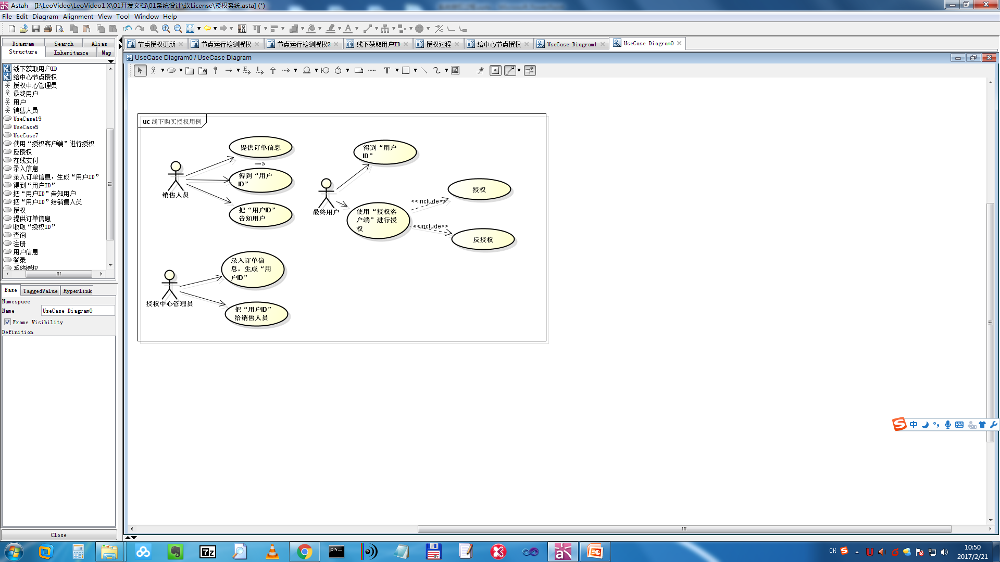 Astah - [I:\LeoVideo\LeoVideo1.X\01开发文档\01系统设计\软License\授权系统.asta] (*)
File Edit Diagram Alignment View Tool Window Help
Diagram Search Alias
Structure Inheritance Map
线下获取用户ID
给中心节点授权
授权中心管理员
最终用户
用户
销售人员
UseCase19
UseCase5
UseCase7
使用“授权客户端”进行授权
反授权
在线支付
录入信息
录入订单信息，生成“用户ID”
得到“用户ID”
把“用户ID”告知用户
把“用户ID”给销售人员
授权
提供订单信息
收取“授权ID”
查询
注册
用户信息
登录
系统授权
Base TaggedValue Hyperlink
Namespace
Name UseCase Diagram0
Frame Visibility
Definition
Close
节点授权更新 节点运行检测授权 节点运行检测授权2 线下获取用户ID 授权过程 给中心节点授权 UseCase Diagram1 UseCase Diagram0
UseCase Diagram0 / UseCase Diagram
uc 线下购买授权用例
提供订单信息
得到“用户
ID”
把“用户ID”
告知用户
销售人员
得到“用户
ID”
最终用户
使用“授权客
户端”进行授
权
<<include>>
<<include>>
授权
反授权
录入订单信
息，生成“用
户ID”
把“用户ID”
给销售人员
授权中心管理员
中
CH
10:50
2017/2/21